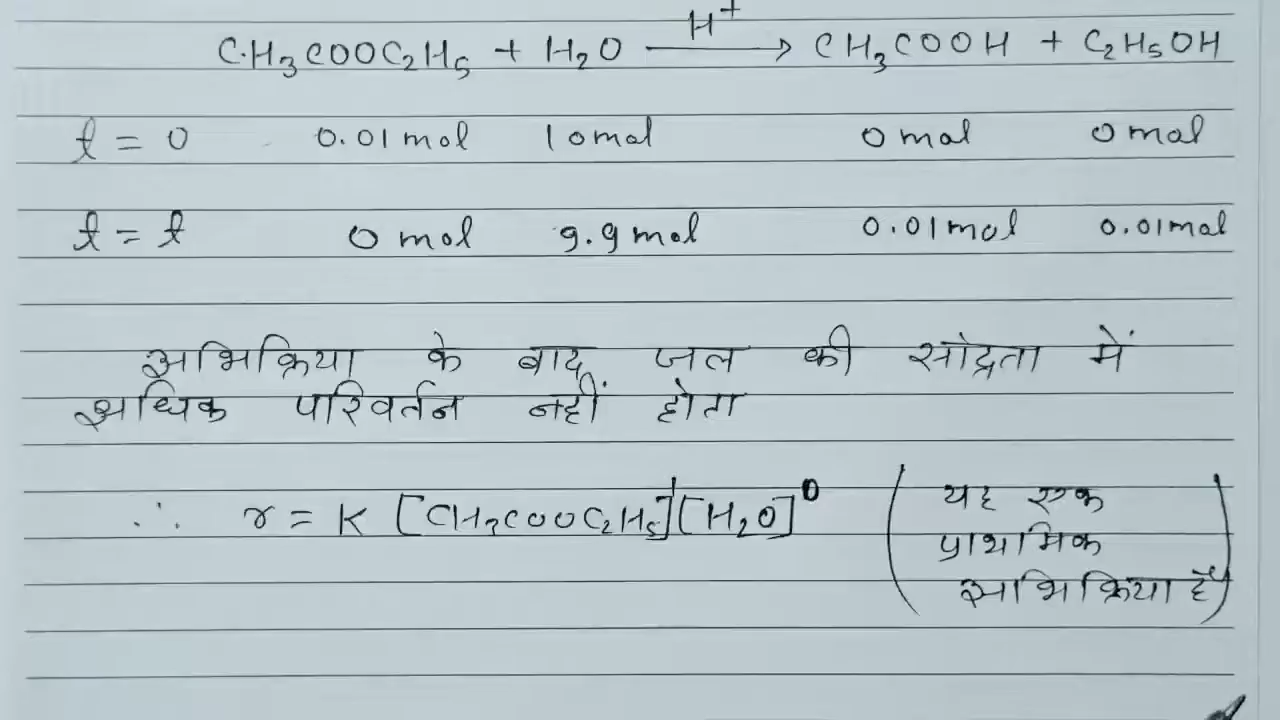 CH₃COOC₂H₅ + H₂O —H⁺→ CH₃COOH + C₂H₅OH
t = 0 0.01 mol 10 mol 0 mol 0 mol
t = t 0 mol 9.9 mol 0.01 mol 0.01 mol
अभिक्रिया के बाद जल की सांद्रता में
अधिक परिवर्तन नहीं होता
∴ r = K [CH₃COOC₂H₅]¹[H₂O]⁰ (यह एक
प्राथमिक
अभिक्रिया है)